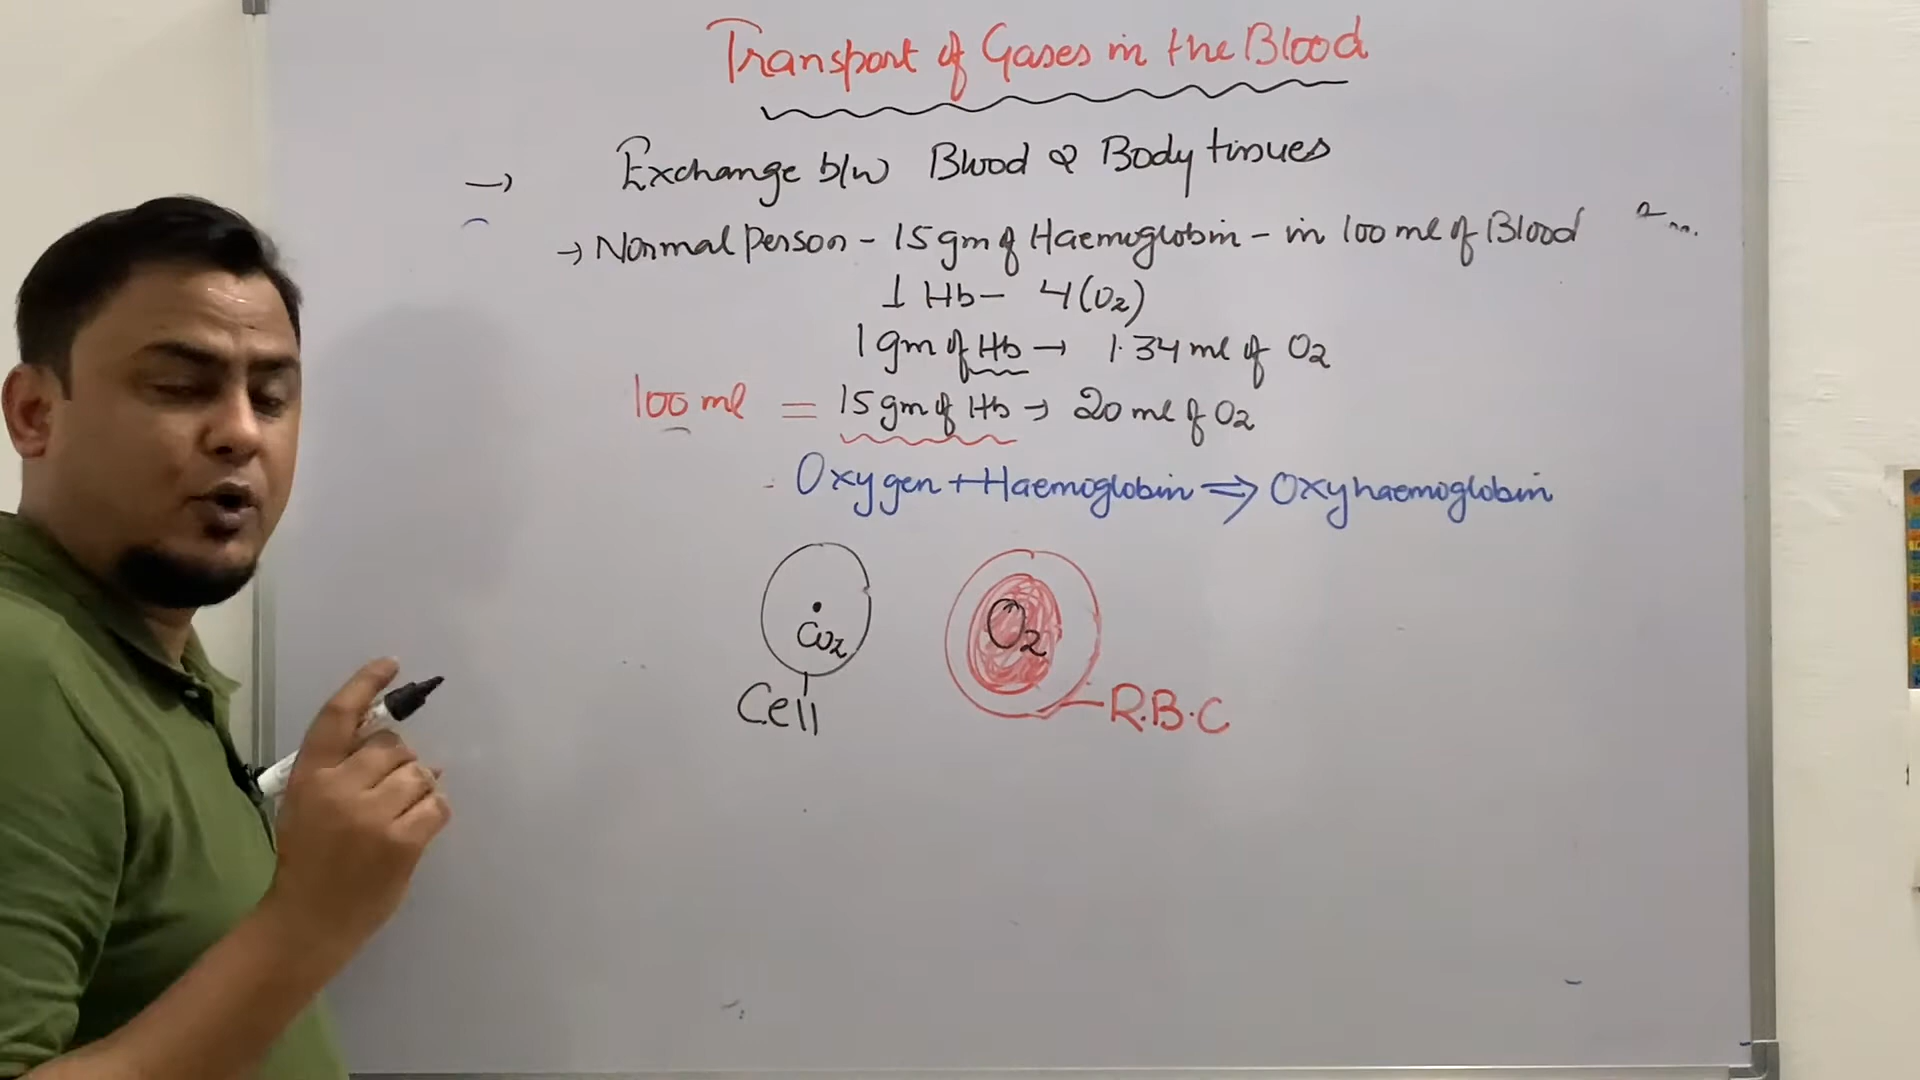 Transport of Gases in the Blood
→ Exchange b/w Blood & Body tissues
→ Normal Person - 15 gm of Haemoglobin - in 100 ml of Blood
1 Hb - 4(O2)
1 gm of Hb → 1.34 ml of O2
100 ml = 15 gm of Hb → 20 ml of O2
Oxygen + Haemoglobin ⇒ Oxyhaemoglobin
CO2
O2
Cell
R.B.C